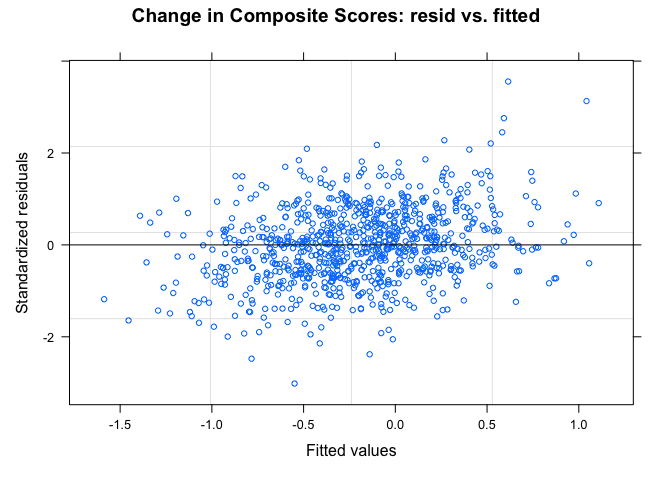 Change in Composite Scores: resid vs. fitted
Standardized residuals
2
0
-2
-1.5 -1.0 -0.5 0.0 0.5 1.0
Fitted values